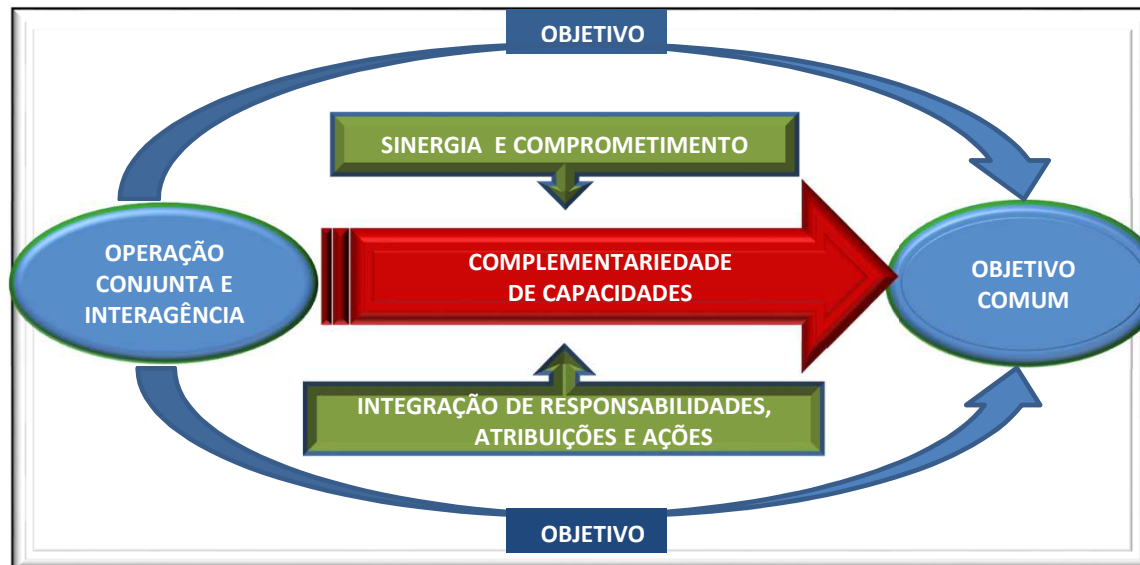 OBJETIVO
SINERGIA E COMPROMETIMENTO
OPERAÇÃO
CONJUNTA E
INTERAGÊNCIA
COMPLEMENTARIEDADE
DE CAPACIDADES
OBJETIVO
COMUM
INTEGRAÇÃO DE RESPONSABILIDADES,
ATRIBUIÇÕES E AÇÕES
OBJETIVO